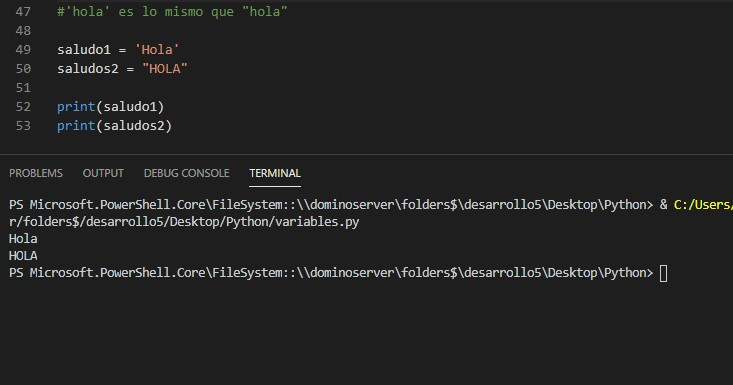 47 #'hola' es lo mismo que "hola"
48
49 saludo1 = 'Hola'
50 saludos2 = "HOLA"
51
52 print(saludo1)
53 print(saludos2)
PROBLEMS OUTPUT DEBUG CONSOLE TERMINAL
PS Microsoft.PowerShell.Core\FileSystem::\\dominoserver\folders$\desarrollo5\Desktop\Python> & C:/Users/
r/folders$/desarrollo5/Desktop/Python/variables.py
Hola
HOLA
PS Microsoft.PowerShell.Core\FileSystem::\\dominoserver\folders$\desarrollo5\Desktop\Python>